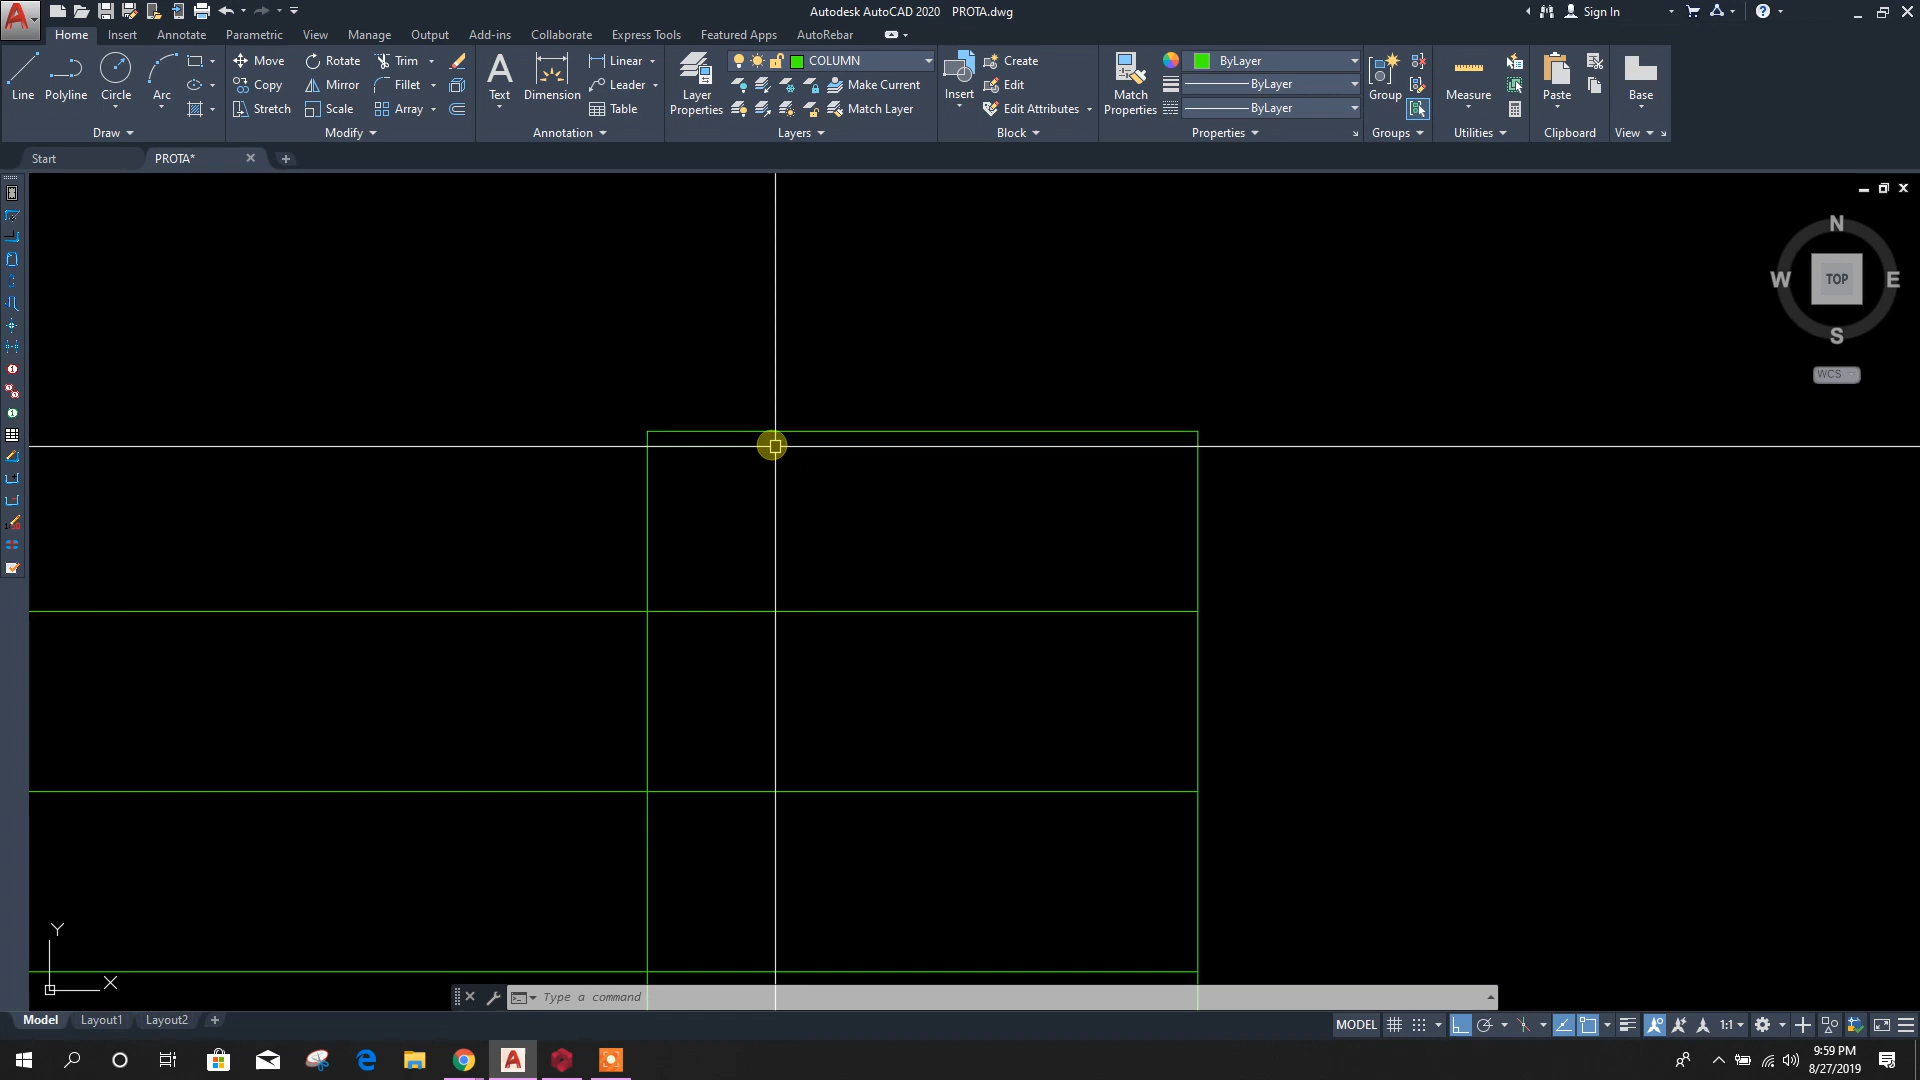 Autodesk AutoCAD 2020 PROTA.dwg
Sign In
Home Insert Annotate Parametric View Manage Output Add-ins Collaborate Express Tools Featured Apps AutoRebar
Line Polyline Circle Arc
Move Rotate Trim
Copy Mirror Fillet
Stretch Scale Array
Text Dimension
Linear
Leader
Table
Layer Properties
COLUMN
Make Current
Match Layer
Insert
Create
Edit
Edit Attributes
Match Properties
ByLayer
ByLayer
ByLayer
Group
Measure
Paste
Base
Draw Modify Annotation Layers Block Properties Groups Utilities Clipboard View
Start PROTA*
N
W TOP E
S
WCS
Y
X
Type a command
Model Layout1 Layout2
MODEL 1:1
9:59 PM
8/27/2019